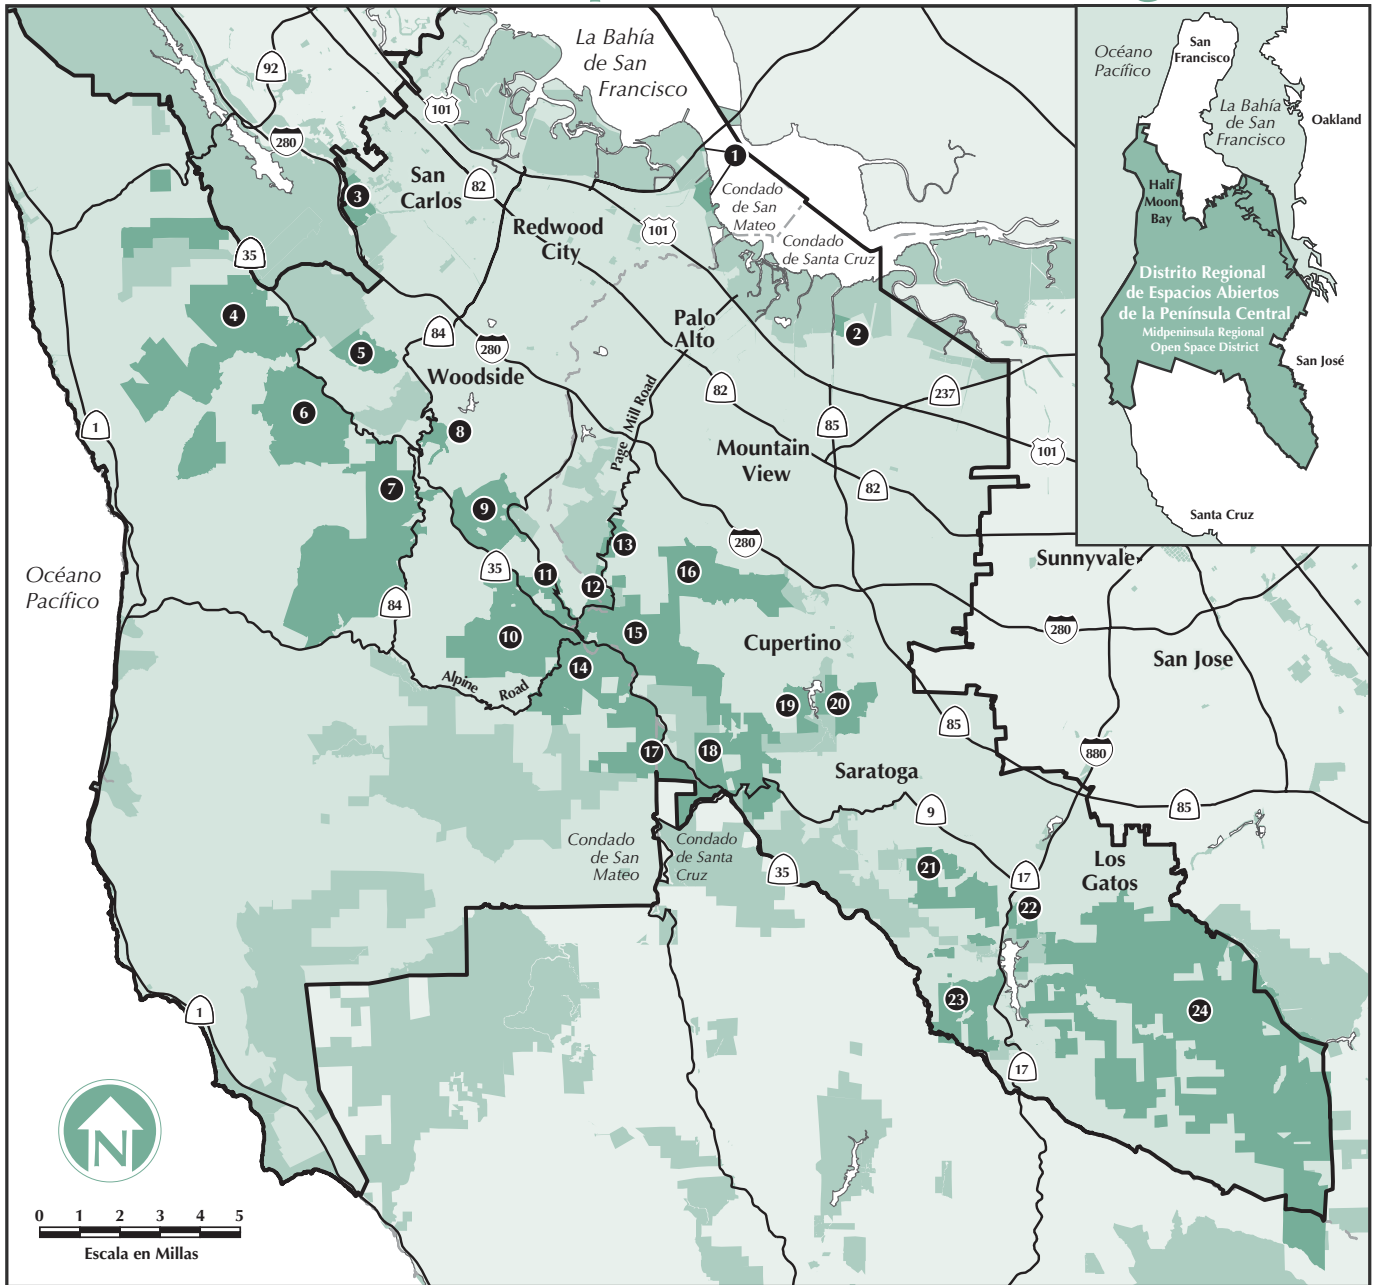 La Bahía
de San
Francisco
92
101
280
1
San
Carlos
82
3
Condado
de San
Mateo
Redwood
City
101
Condado
de Santa Cruz
35
4
84
Palo
Alto
2
5
280
Woodside
82
237
6
1
8
Page Mill Road
85
Mountain
View
101
7
82
9
13
280
35
11
16
12
Océano
Pacífico
84
10
15
Cupertino
Sunnyvale
280
San Jose
14
Alpine Road
19
20
85
17
18
880
Saratoga
9
85
Condado
de San
Mateo
Condado
de Santa
Cruz
35
21
17
Los
Gatos
22
23
24
1
17
N
0 1 2 3 4 5
Escala en Millas
Océano
Pacífico
San
Francisco
La Bahía
de San
Francisco
Oakland
Half
Moon
Bay
Distrito Regional
de Espacios Abiertos
de la Península Central
Midpeninsula Regional
Open Space District
San José
Santa Cruz